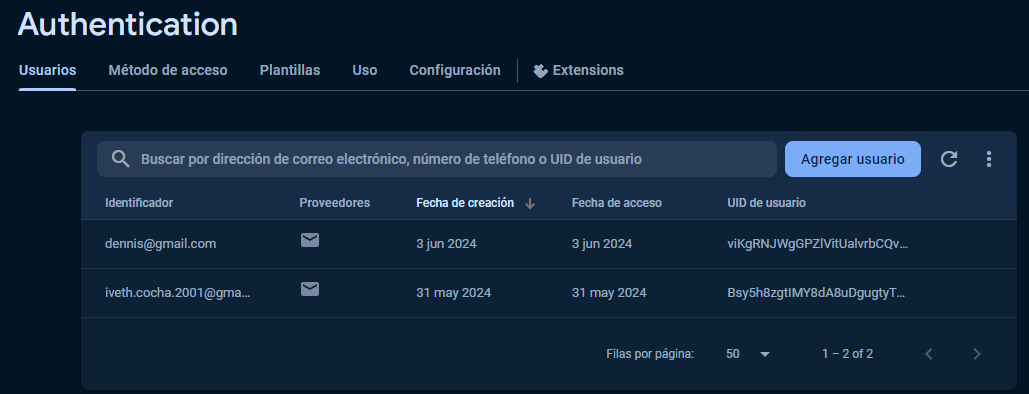 Authentication
Usuarios Método de acceso Plantillas Uso Configuración Extensions
Buscar por dirección de correo electrónico, número de teléfono o UID de usuario Agregar usuario
Identificador Proveedores Fecha de creación Fecha de acceso UID de usuario
dennis@gmail.com 3 jun 2024 3 jun 2024 viKgRNJWgGPZlVitUalvrbCQv...
iveth.cocha.2001@gma... 31 may 2024 31 may 2024 Bsy5h8zgtIMY8dA8uDgugtyT...
Filas por página: 50 1 – 2 of 2